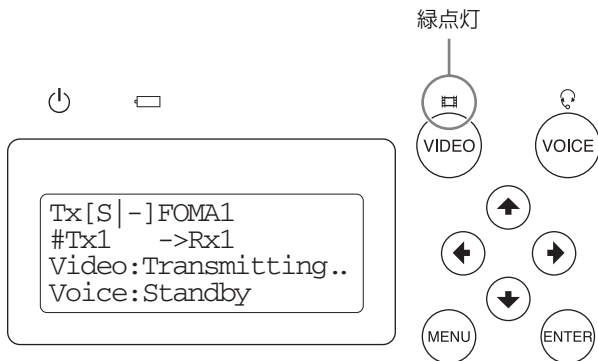 緑点灯
VIDEO
VOICE
Tx[S|-]FOMA1
#Tx1 ->Rx1
Video:Transmitting..
Voice:Standby
MENU
ENTER